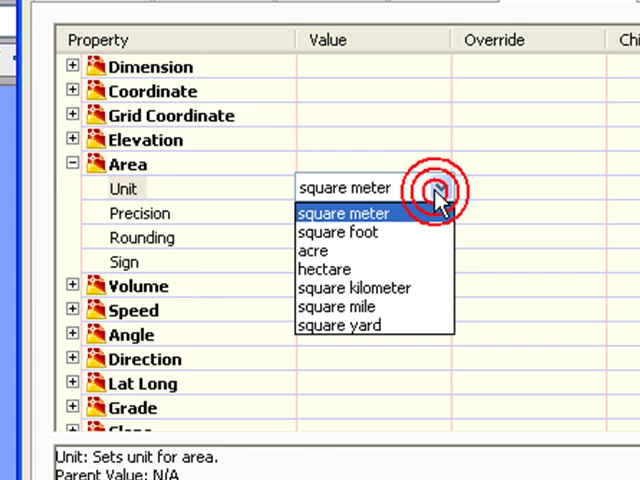 Property Value Override Chi
Dimension
Coordinate
Grid Coordinate
Elevation
Area
Unit square meter
Precision square meter
square foot
Rounding acre
hectare
Sign square kilometer
square mile
square yard
Volume
Speed
Angle
Direction
Lat Long
Grade
Unit: Sets unit for area.
Parent Value: N/A